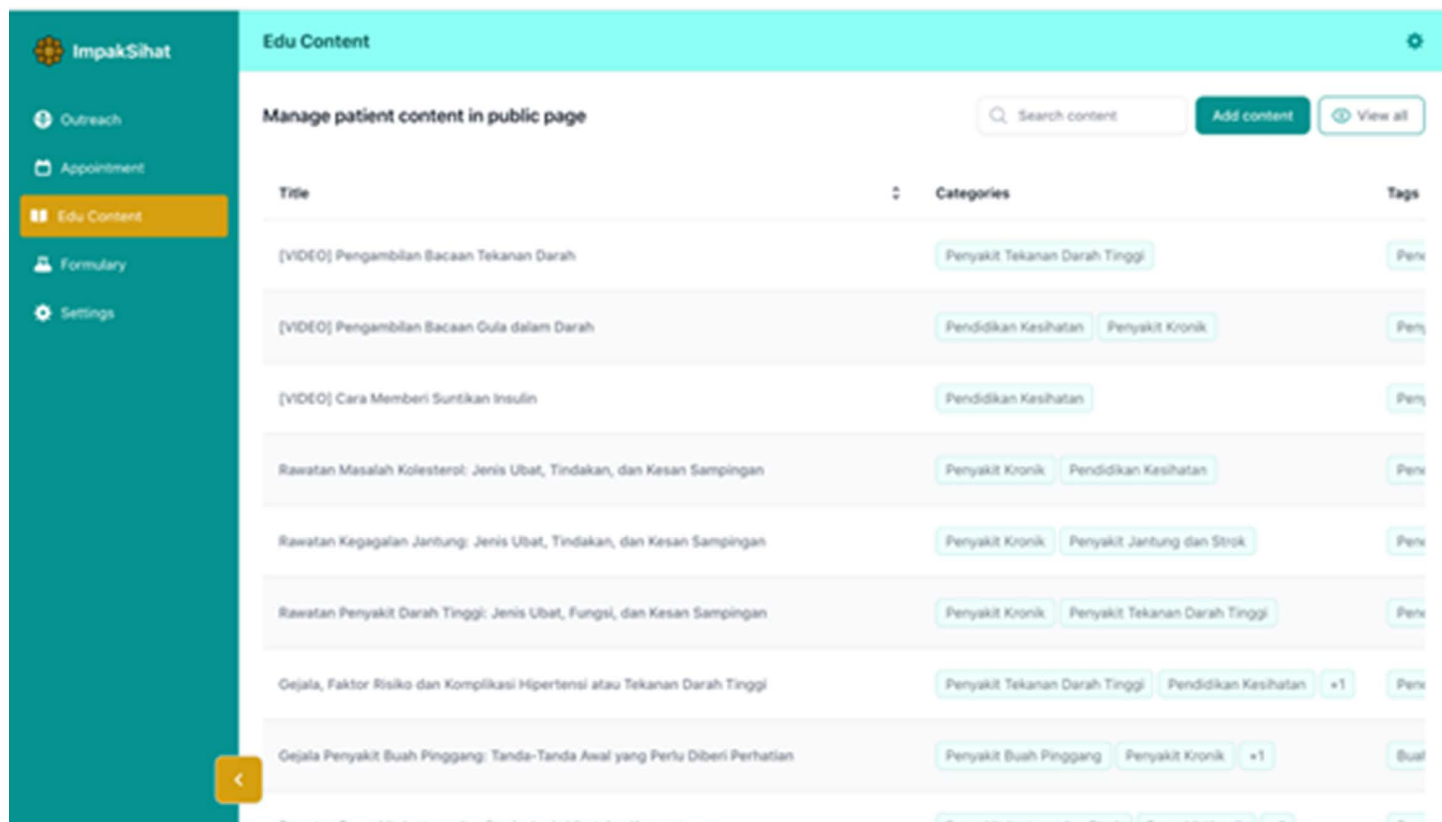 ImpakSihat
Outreach
Appointment
Edu Content
Formulary
Settings
Edu Content
Manage patient content in public page
Search content
Add content
View all
Title Categories Tags
[VIDEO] Pengambilan Bacaan Tekanan Darah Penyakit Tekanan Darah Tinggi
[VIDEO] Pengambilan Bacaan Gula dalam Darah Pendidikan Kesihatan Penyakit Kronik
[VIDEO] Cara Memberi Suntikan Insulin Pendidikan Kesihatan
Rawatan Masalah Kolesterol: Jenis Ubat, Tindakan, dan Kesan Sampingan Penyakit Kronik Pendidikan Kesihatan
Rawatan Kegagalan Jantung: Jenis Ubat, Tindakan, dan Kesan Sampingan Penyakit Kronik Penyakit Jantung dan Strok
Rawatan Penyakit Darah Tinggi: Jenis Ubat, Fungsi, dan Kesan Sampingan Penyakit Kronik Penyakit Tekanan Darah Tinggi
Gejala, Faktor Risiko dan Komplikasi Hipertensi atau Tekanan Darah Tinggi Penyakit Tekanan Darah Tinggi Pendidikan Kesihatan +1
Gejala Penyakit Buah Pinggang: Tanda-Tanda Awal yang Perlu Diberi Perhatian Penyakit Buah Pinggang Penyakit Kronik +1